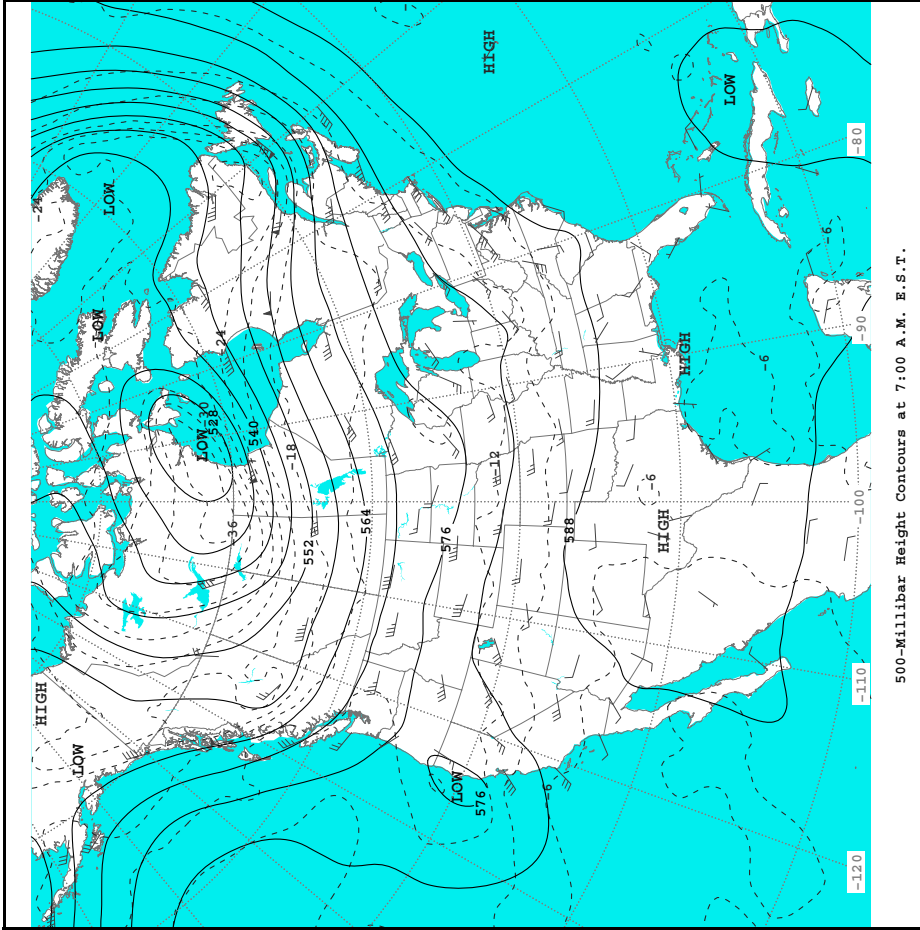 HIGH
-24
LOW
LOW
LOW
LOW
-30
528
-24
-36
540
-18
552
564
576
LOW
HIGH
576
-12
-6
588
HIGH
-6
HIGH
LOW
-6
-6
-120
-110
-100
-90
-80
500-Millibar Height Contours at 7:00 A.M. E.S.T.